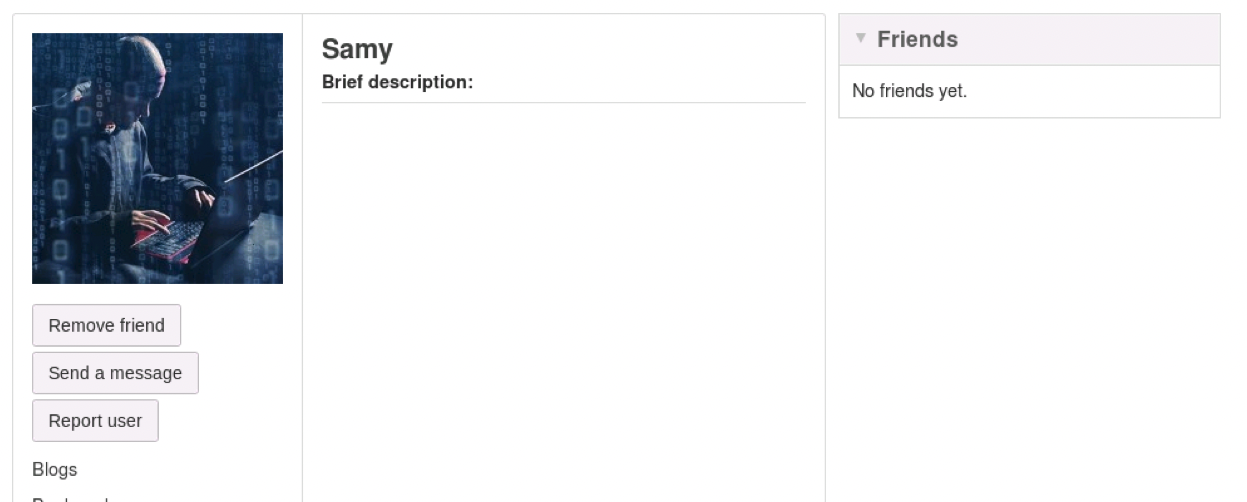 Samy
Brief description:
Remove friend
Send a message
Report user
Blogs
▼ Friends
No friends yet.